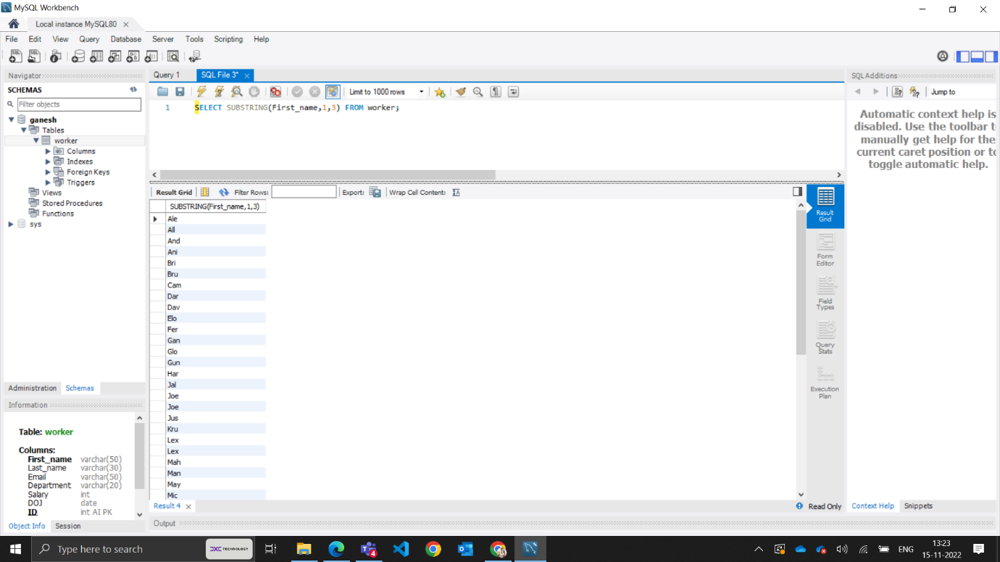 MySQL Workbench
Local instance MySQL80
File Edit View Query Database Server Tools Scripting Help
Navigator
SCHEMAS
Filter objects
ganesh
Tables
worker
Columns
Indexes
Foreign Keys
Triggers
Views
Stored Procedures
Functions
sys
Administration Schemas
Information
Table: worker
Columns:
First_name varchar(50)
Last_name varchar(30)
Email varchar(50)
Department varchar(20)
Salary int
DOJ date
ID int AI PK
Object Info Session
Query 1 SQL File 3*
Limit to 1000 rows
1 SELECT SUBSTRING(First_name,1,3) FROM worker;
Result Grid Filter Rows: Export: Wrap Cell Content:
SUBSTRING(First_name,1,3)
Ale
All
And
Ani
Bri
Bru
Cam
Dar
Dav
Elo
Fer
Gan
Glo
Gun
Har
Jal
Joe
Joe
Jus
Kru
Lex
Lex
Mah
Man
May
Mic
Result
Grid
Form
Editor
Field
Types
Query
Stats
Execution
Plan
Result 4
Read Only
Output
SQLAdditions
Jump to
Automatic context help is
disabled. Use the toolbar t
manually get help for the
current caret position or to
toggle automatic help.
Context Help Snippets
Type here to search
DXC TECHNOLOGY
4
ENG
13:23
15-11-2022